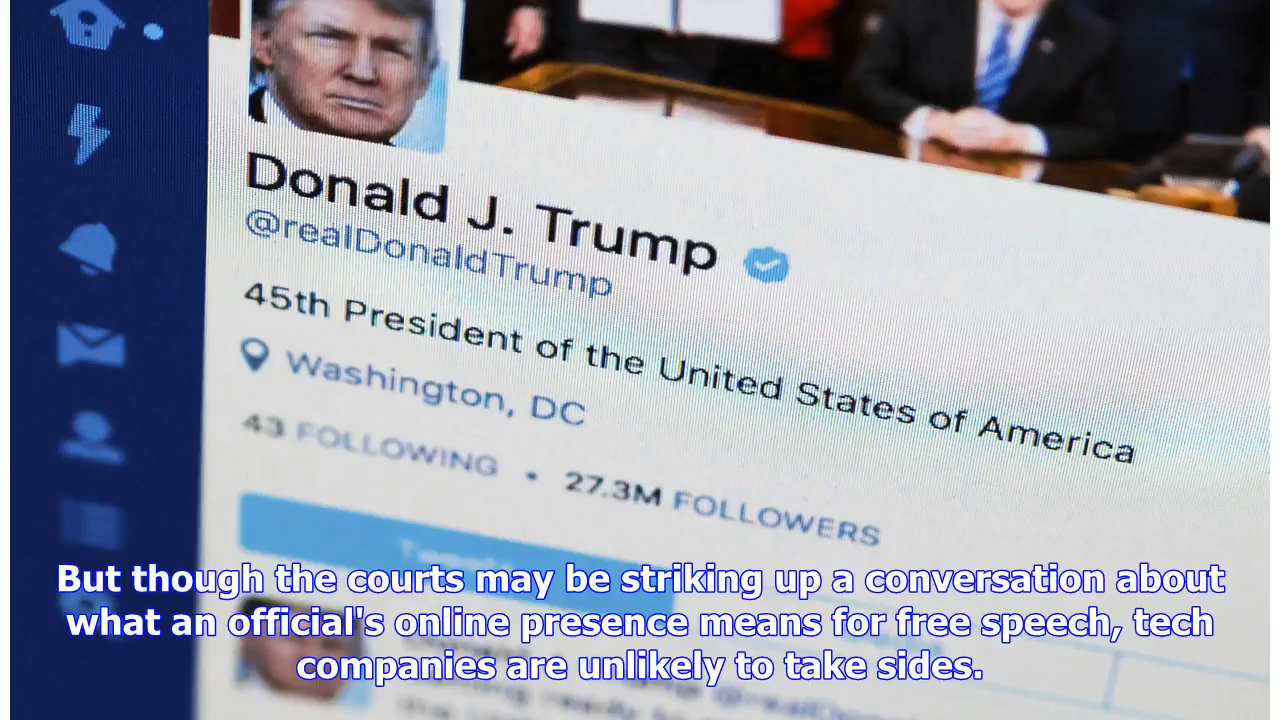 Donald J. Trump
@realDonaldTrump
45th President of the United States of America
Washington, DC
43 FOLLOWING • 27.3M FOLLOWERS
But though the courts may be striking up a conversation about
what an official's online presence means for free speech, tech
companies are unlikely to take sides.